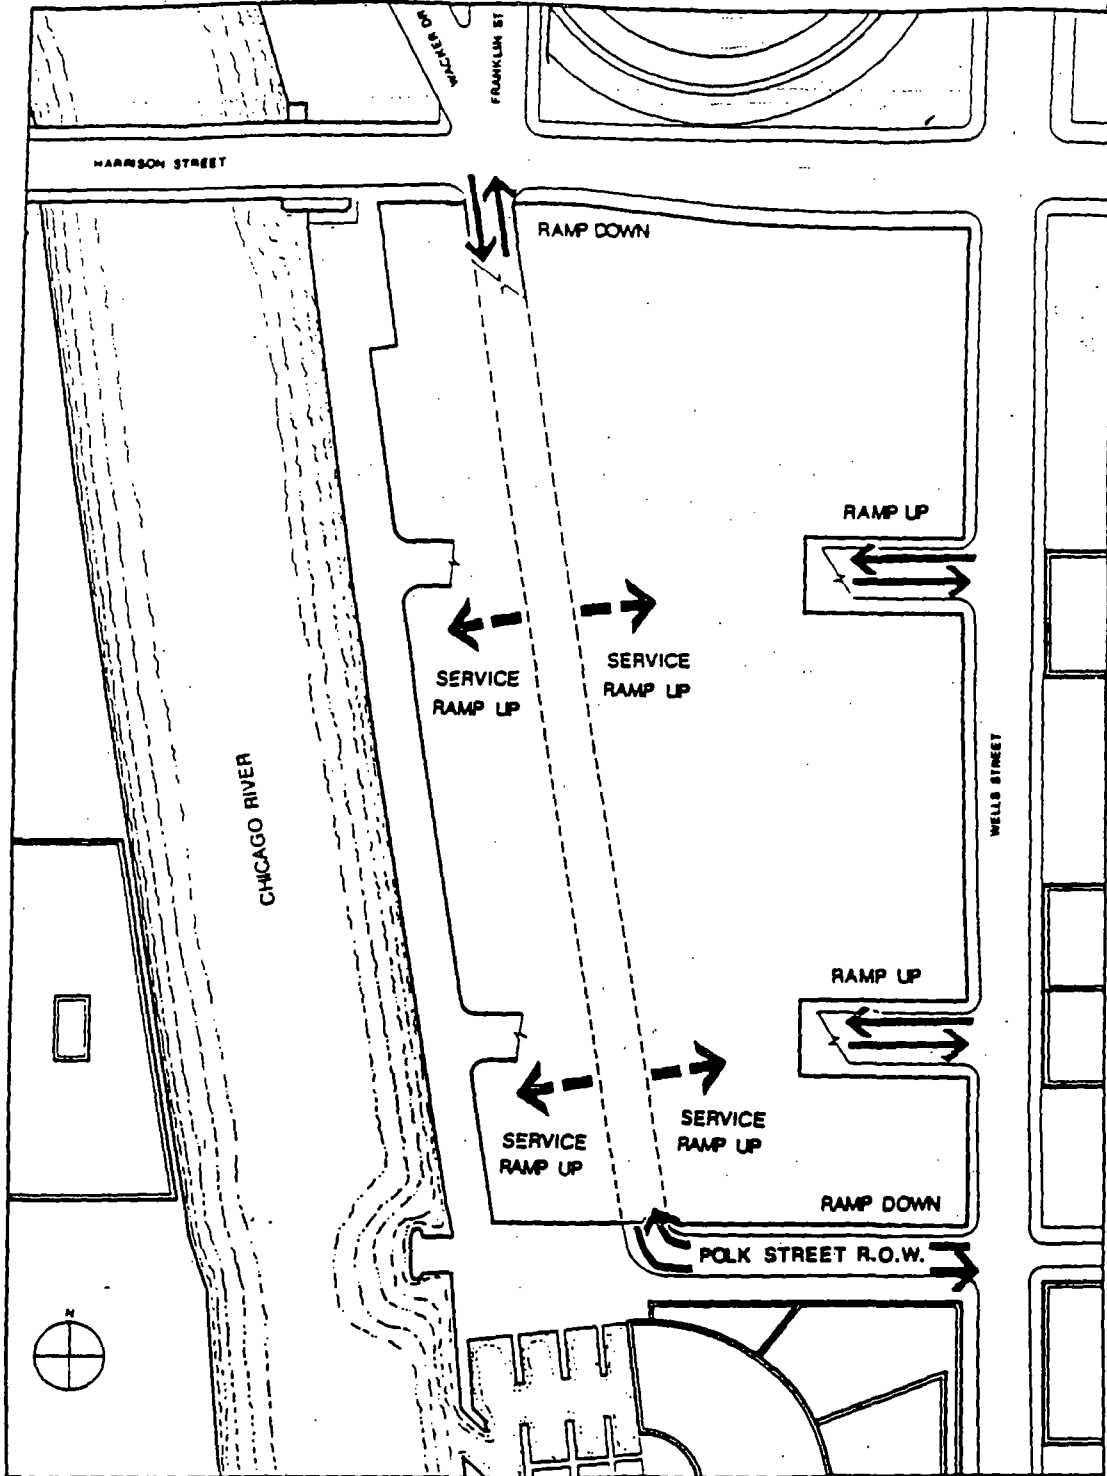 WACKER DR
FRANKLIN ST
HARRISON STREET
RAMP DOWN
RAMP UP
SERVICE
RAMP UP
SERVICE
RAMP UP
CHICAGO RIVER
WELLS STREET
RAMP UP
SERVICE
RAMP UP
SERVICE
RAMP UP
RAMP DOWN
POLK STREET R.O.W.
N